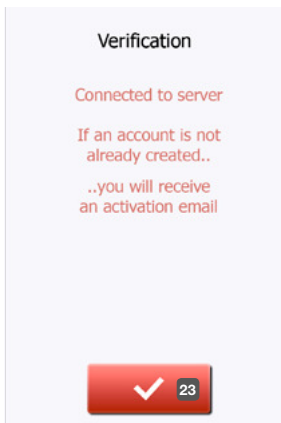 Verification
Connected to server
If an account is not
already created..
..you will receive
an activation email
23